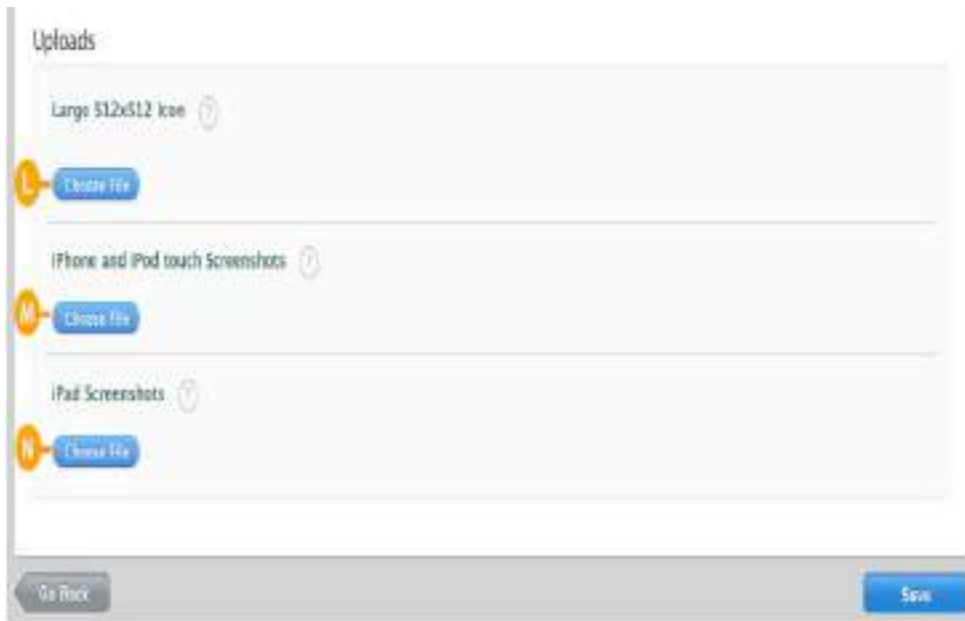 Uploads
Large 512x512 Icon ?
L Choose File
iPhone and iPod touch Screenshots ?
M Choose File
iPad Screenshots ?
N Choose File
Go Back Save